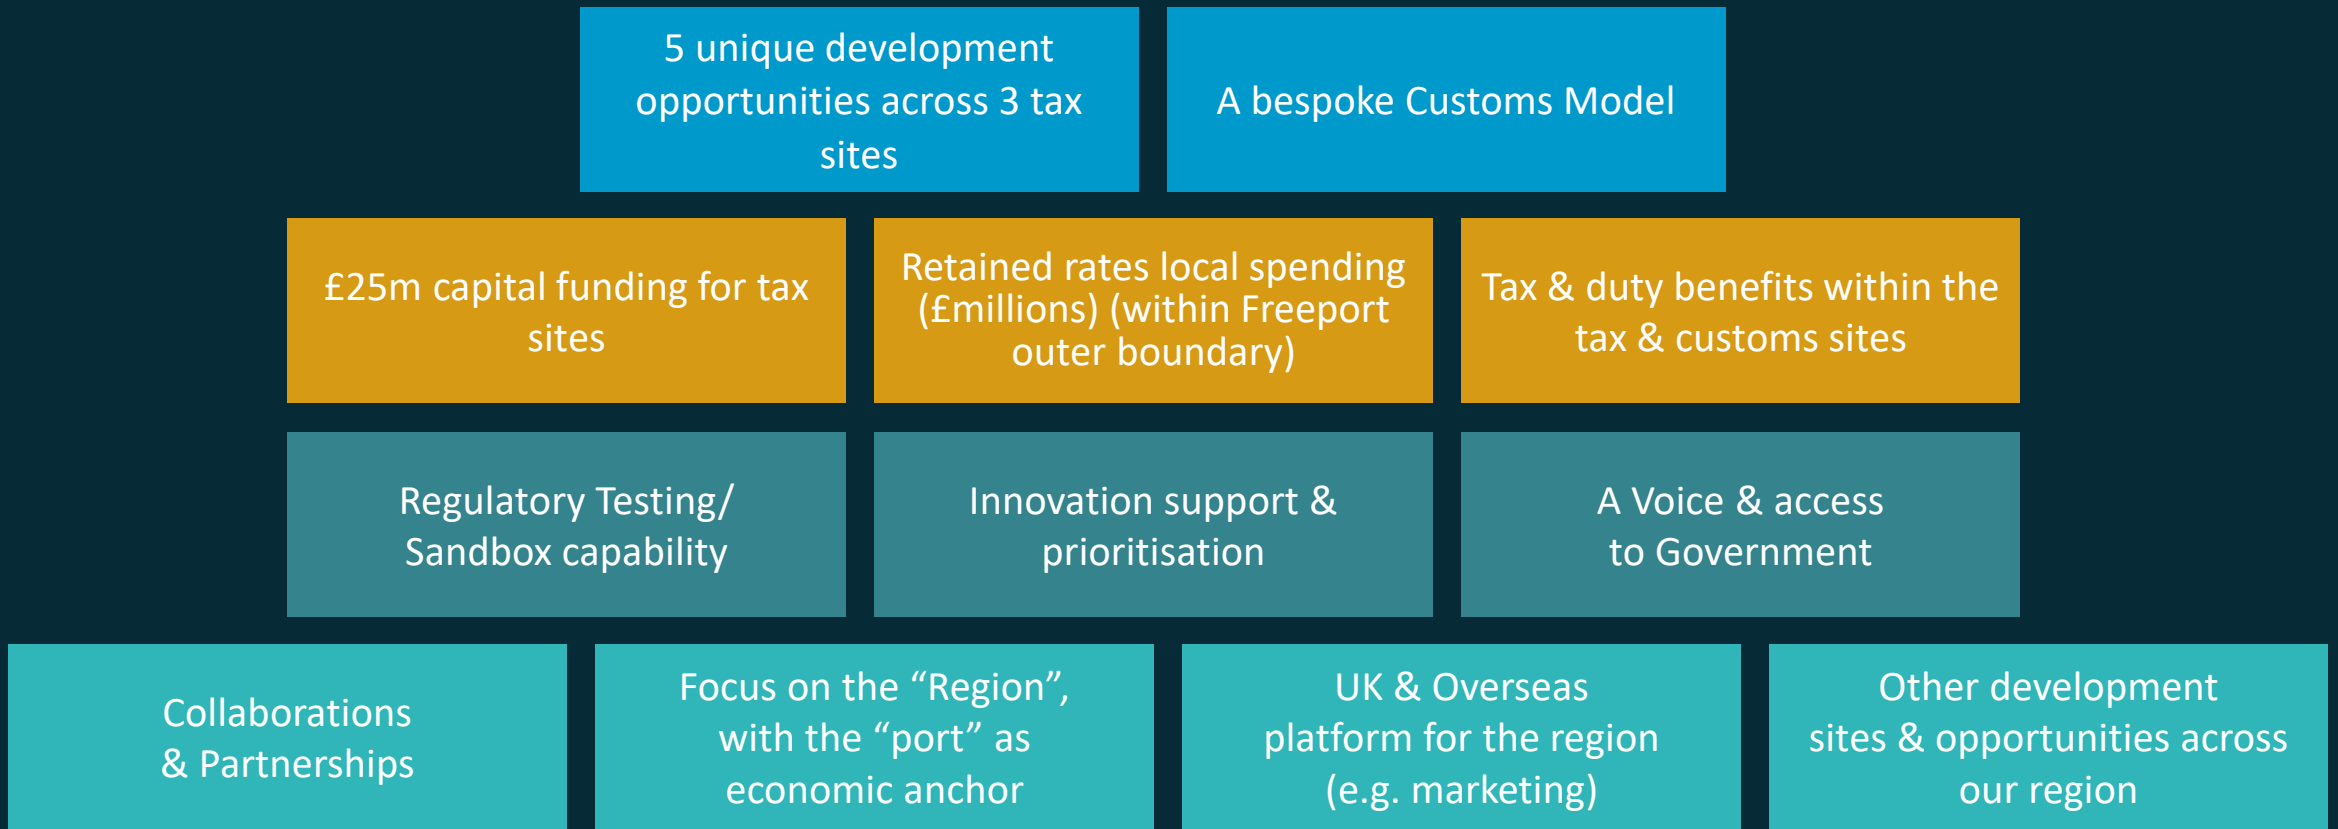 5 unique development
opportunities across 3 tax
sites
A bespoke Customs Model
£25m capital funding for tax
sites
Retained rates local spending
(£millions) (within Freeport
outer boundary)
Tax & duty benefits within the
tax & customs sites
Regulatory Testing/
Sandbox capability
Innovation support &
prioritisation
A Voice & access
to Government
Collaborations
& Partnerships
Focus on the “Region”,
with the “port” as
economic anchor
UK & Overseas
platform for the region
(e.g. marketing)
Other development
sites & opportunities across
our region